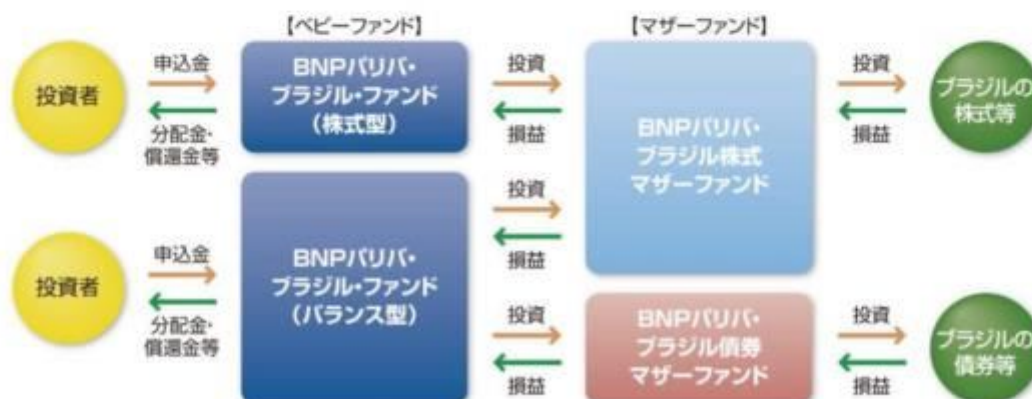 【ベビーファンド】
【マザーファンド】
投資者
申込金
分配金・
償還金等
BNPパリバ・
ブラジル・ファンド
（株式型）
投資
損益
BNPパリバ・
ブラジル株式
マザーファンド
投資
損益
ブラジルの
株式等
投資者
申込金
分配金・
償還金等
BNPパリバ・
ブラジル・ファンド
（バランス型）
投資
損益
投資
損益
BNPパリバ・
ブラジル債券
マザーファンド
投資
損益
ブラジルの
債券等